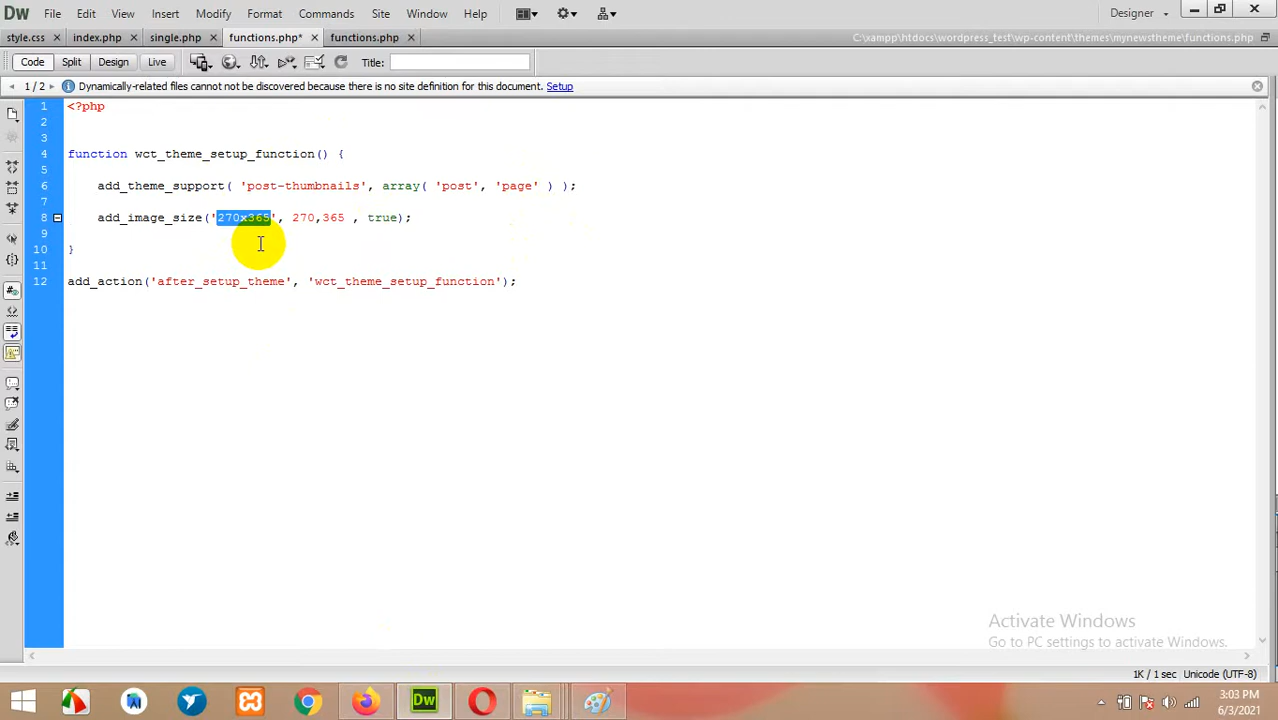 Dw File Edit View Insert Modify Format Commands Site Window Help Designer
style.css index.php single.php functions.php* functions.php C:\xampp\htdocs\wordpress_test\wp-content\themes\mynewstheme\functions.php
Code Split Design Live Title:
1 / 2 Dynamically-related files cannot not be discovered because there is no site definition for this document. Setup
1 <?php
2
3
4 function wct_theme_setup_function() {
5
6 add_theme_support( 'post-thumbnails', array( 'post', 'page' ) );
7
8 add_image_size('270x365', 270,365 , true);
9
10 }
11
12 add_action('after_setup_theme', 'wct_theme_setup_function');
Activate Windows
Go to PC settings to activate Windows.
1K / 1 sec Unicode (UTF-8)
Dw 3:03 PM
6/3/2021